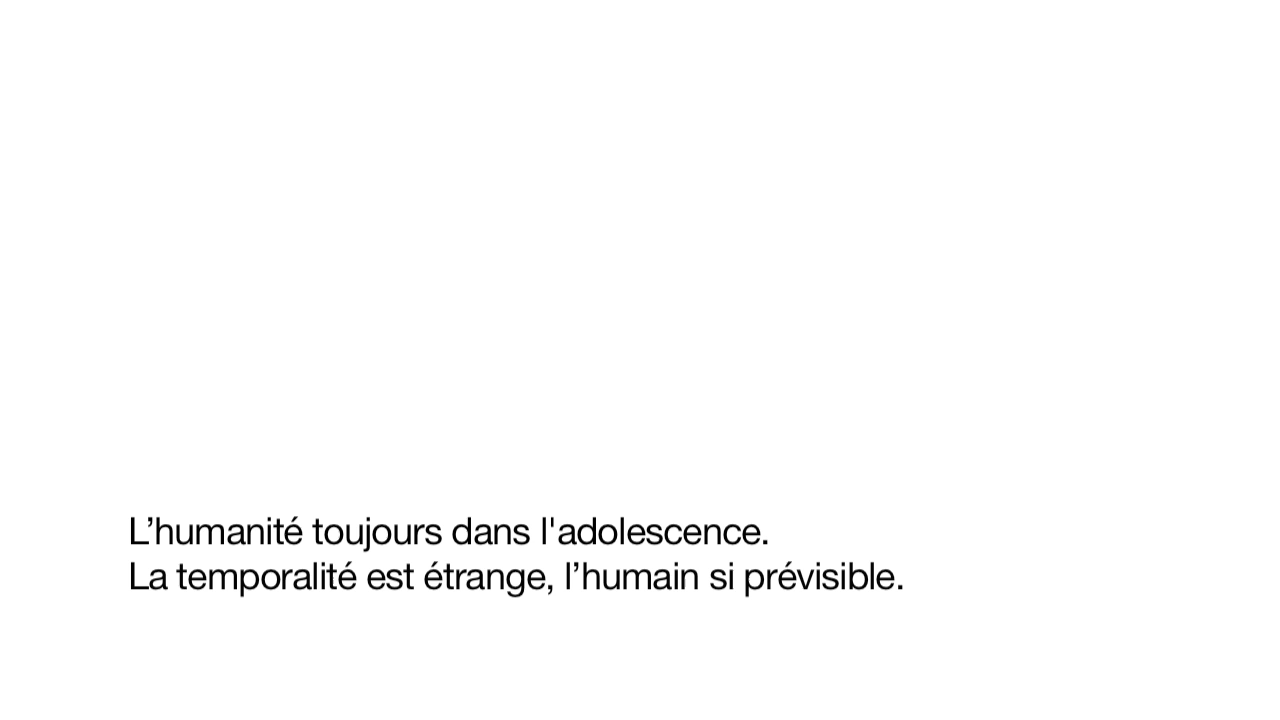 L’humanité toujours dans l'adolescence.
La temporalité est étrange, l’humain si prévisible.